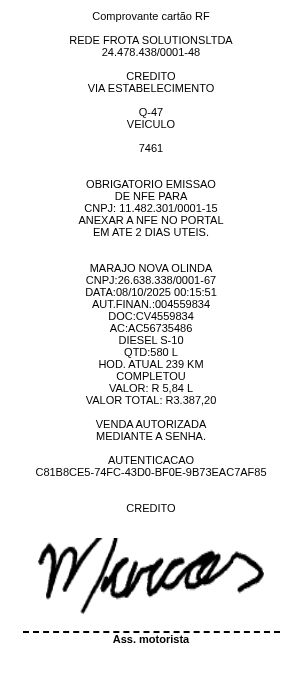 Comprovante cartão RF
REDE FROTA SOLUTIONSLTDA
24.478.438/0001-48
CREDITO
VIA ESTABELECIMENTO
Q-47
VEÍCULO
7461
OBRIGATORIO EMISSAO
DE NFE PARA
CNPJ: 11.482.301/0001-15
ANEXAR A NFE NO PORTAL
EM ATE 2 DIAS UTEIS.
MARAJO NOVA OLINDA
CNPJ:26.638.338/0001-67
DATA:08/10/2025 00:15:51
AUT.FINAN.:004559834
DOC:CV4559834
AC:AC56735486
DIESEL S-10
QTD:580 L
HOD. ATUAL 239 KM
COMPLETOU
VALOR: R 5,84 L
VALOR TOTAL: R3.387,20
VENDA AUTORIZADA
MEDIANTE A SENHA.
AUTENTICACAO
C81B8CE5-74FC-43D0-BF0E-9B73EAC7AF85
CREDITO
Marcos
Ass. motorista